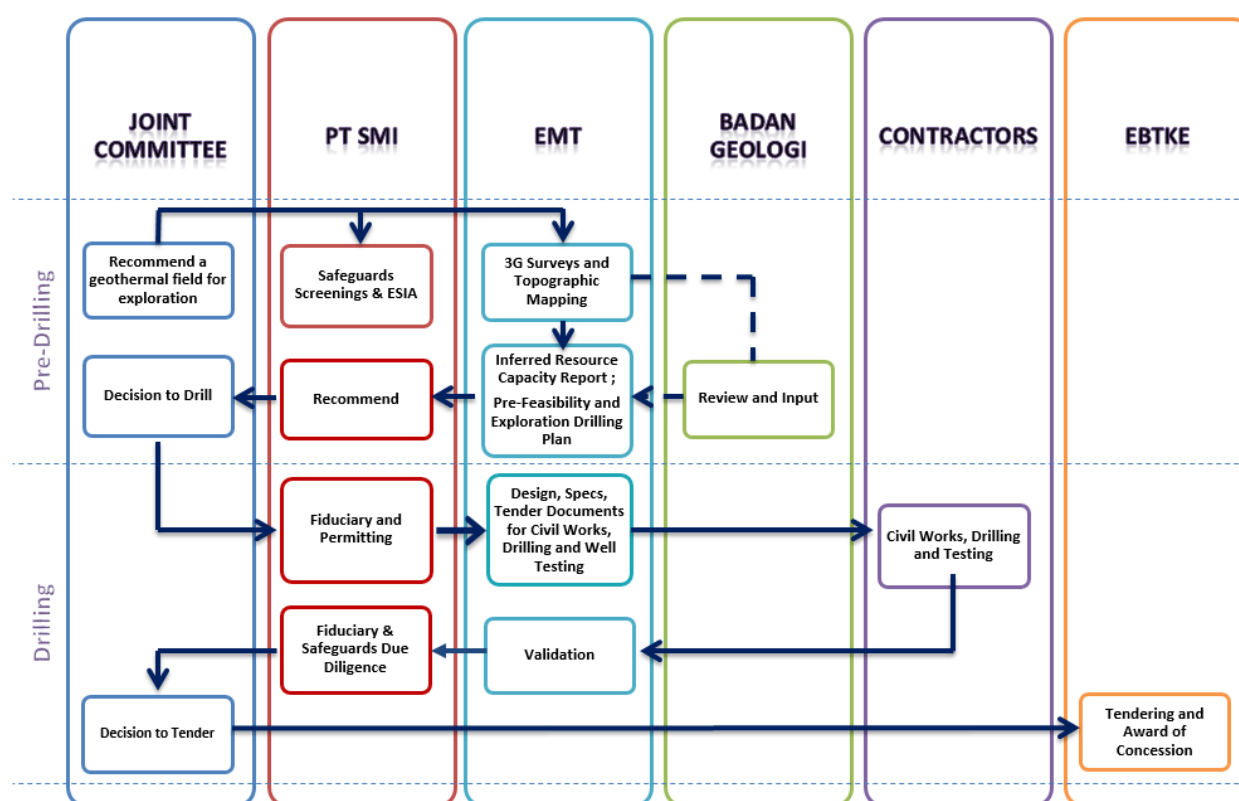 JOINT
COMMITTEE
PT SMI
EMT
BADAN
GEOLOGI
CONTRACTORS
EBTKE
Pre-Drilling
Recommend a
geothermal field for
exploration
Safeguards
Screenings & ESIA
3G Surveys and
Topographic
Mapping
Decision to Drill
Recommend
Inferred Resource
Capacity Report ;
Pre-Feasibility and
Exploration Drilling
Plan
Review and Input
Drilling
Fiduciary and
Permitting
Design, Specs,
Tender Documents
for Civil Works,
Drilling and Well
Testing
Civil Works, Drilling
and Testing
Fiduciary &
Safeguards Due
Diligence
Validation
Decision to Tender
Tendering and
Award of
Concession